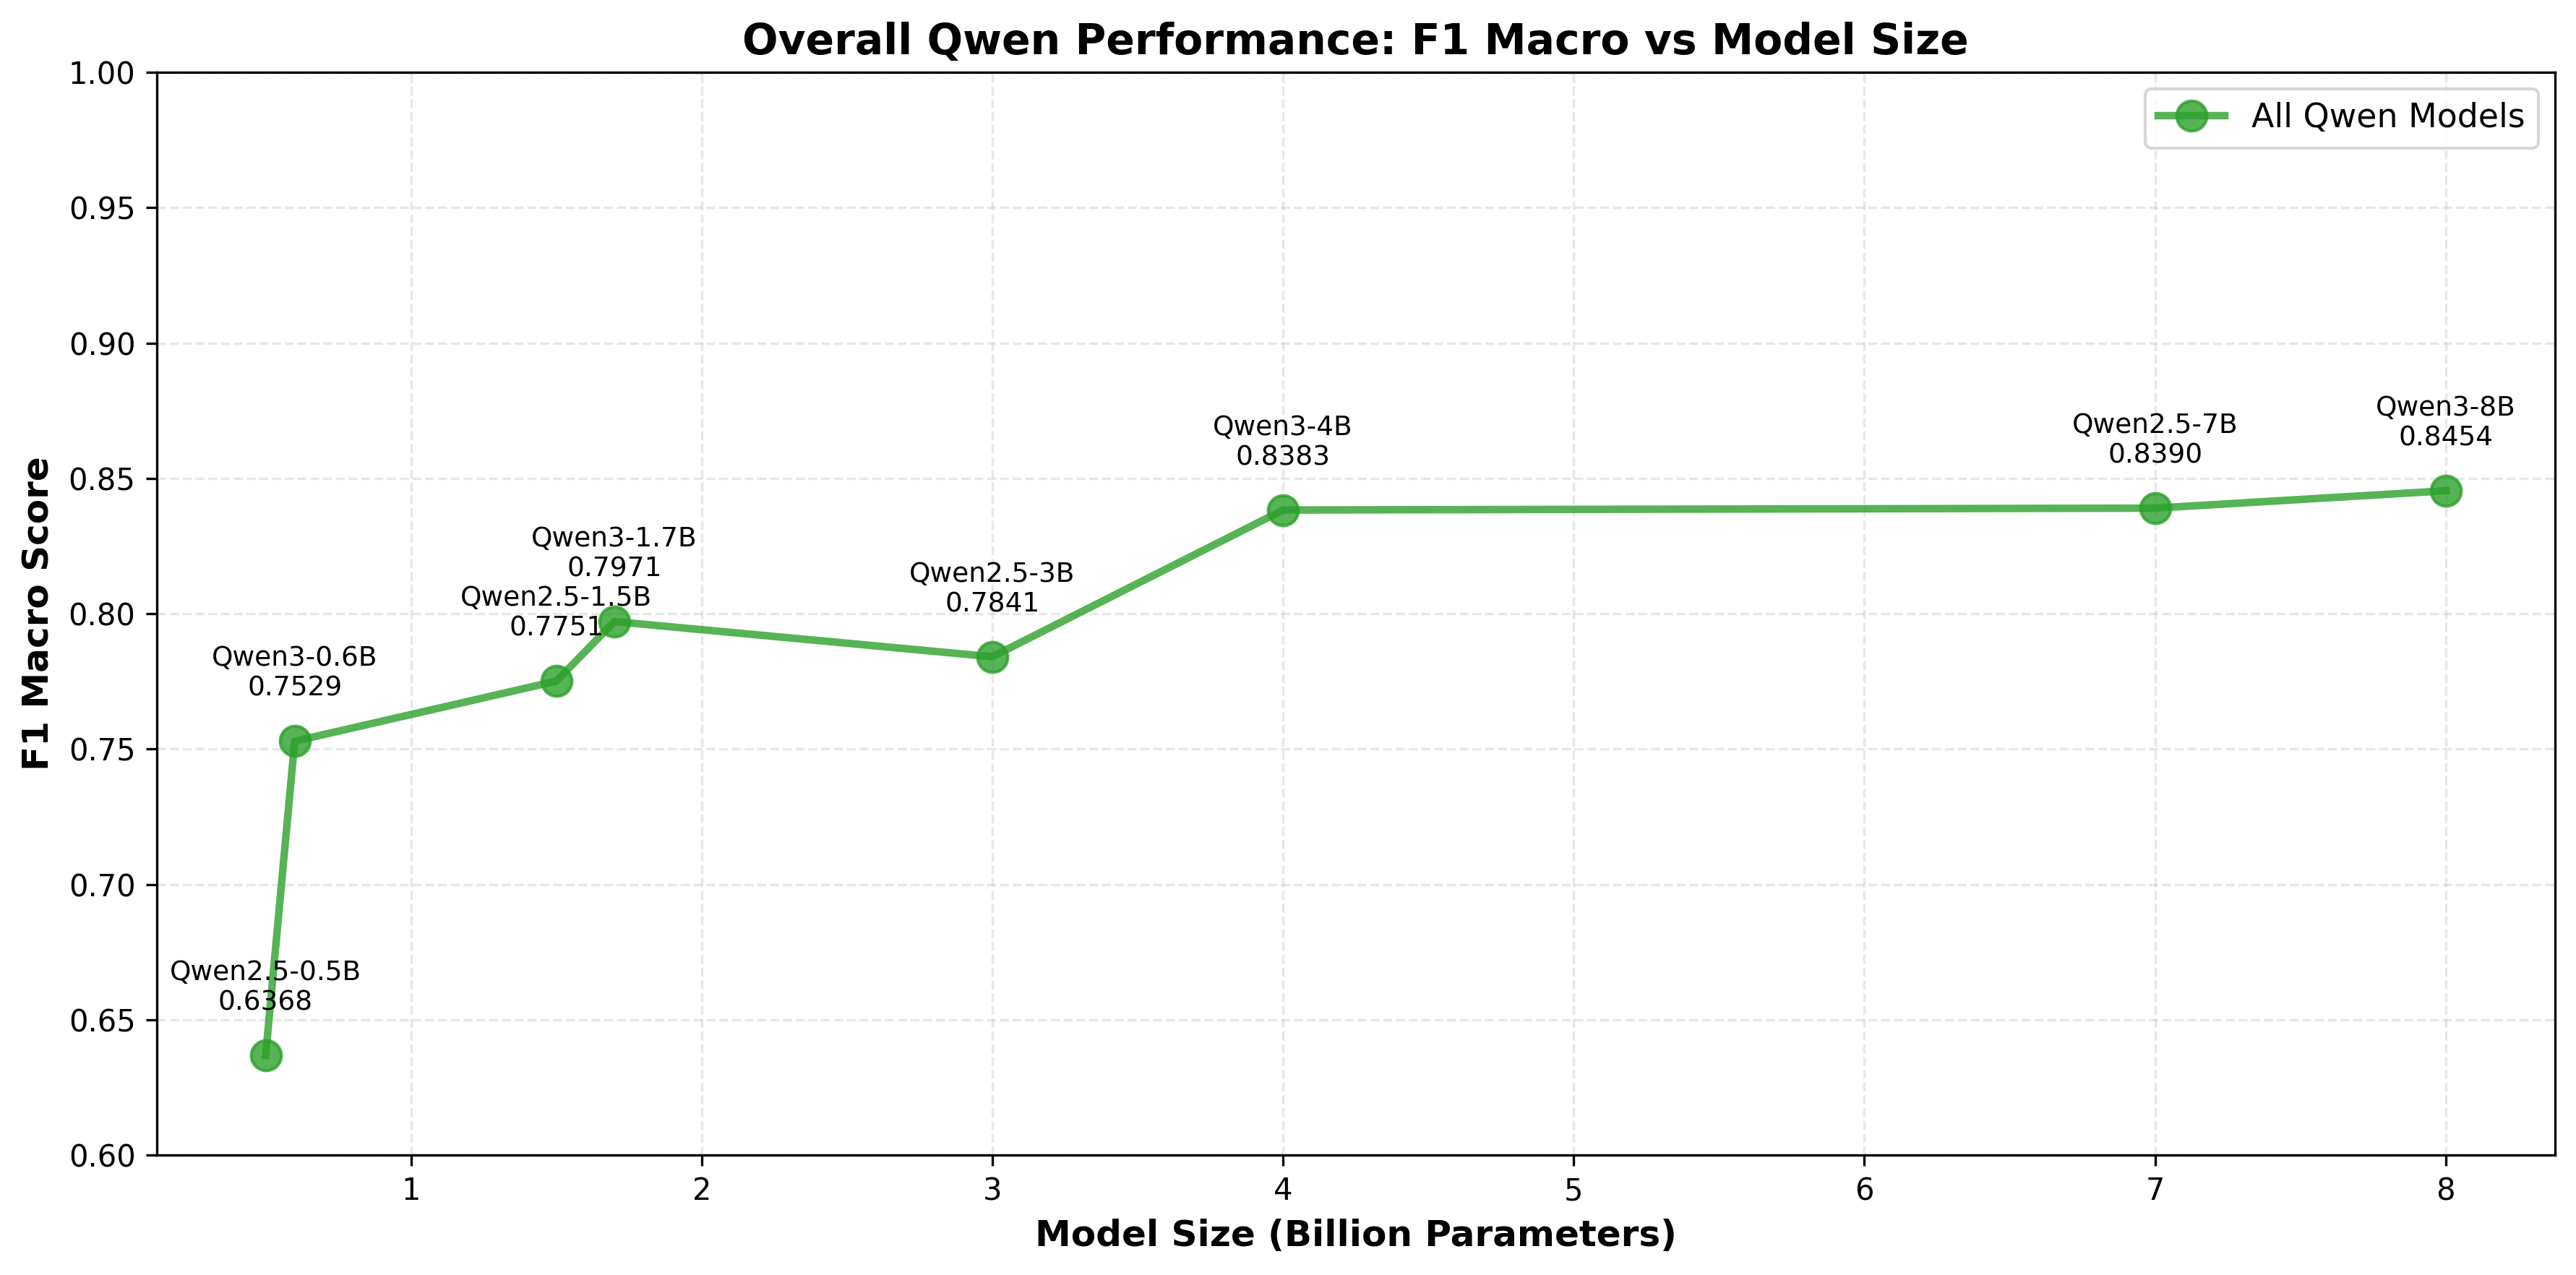 Overall Qwen Performance: F1 Macro vs Model Size
All Qwen Models
F1 Macro Score
1.00
0.95
0.90
0.85
0.80
0.75
0.70
0.65
0.60
Qwen2.5-0.5B
0.6368
Qwen3-0.6B
0.7529
Qwen2.5-1.5B
0.7751
Qwen3-1.7B
0.7971
Qwen2.5-3B
0.7841
Qwen3-4B
0.8383
Qwen2.5-7B
0.8390
Qwen3-8B
0.8454
1 2 3 4 5 6 7 8
Model Size (Billion Parameters)